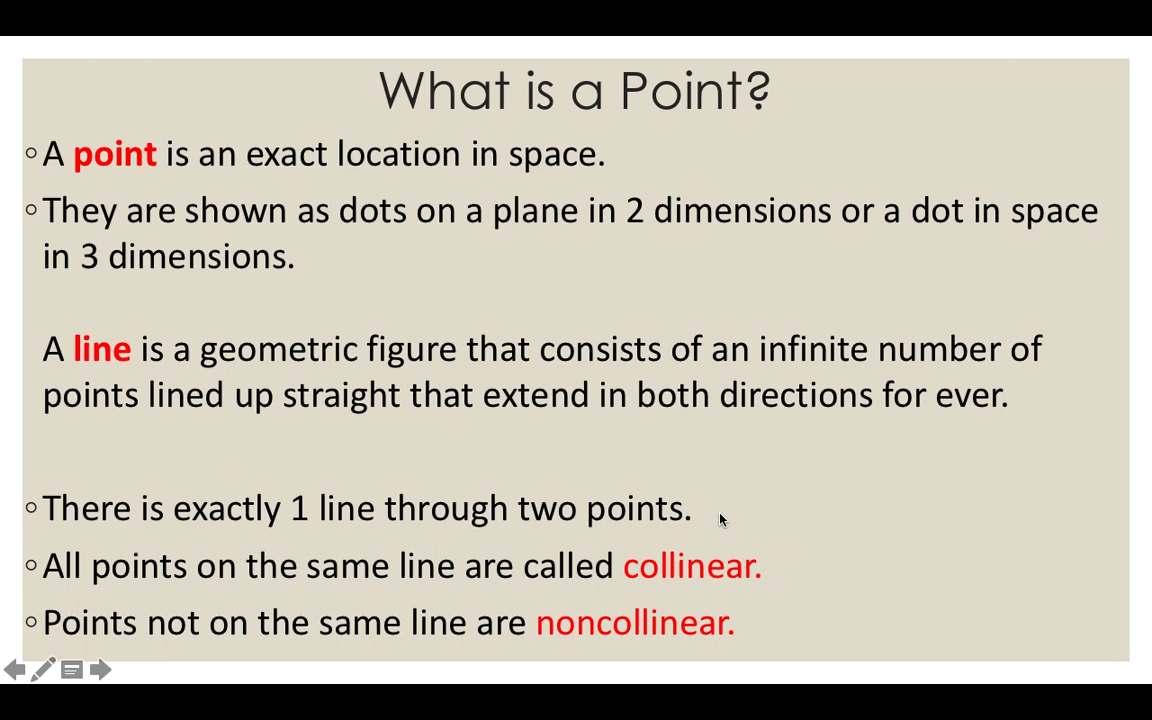 What is a Point?
◦A point is an exact location in space.
◦They are shown as dots on a plane in 2 dimensions or a dot in space
in 3 dimensions.
A line is a geometric figure that consists of an infinite number of
points lined up straight that extend in both directions for ever.
◦There is exactly 1 line through two points.
◦All points on the same line are called collinear.
◦Points not on the same line are noncollinear.